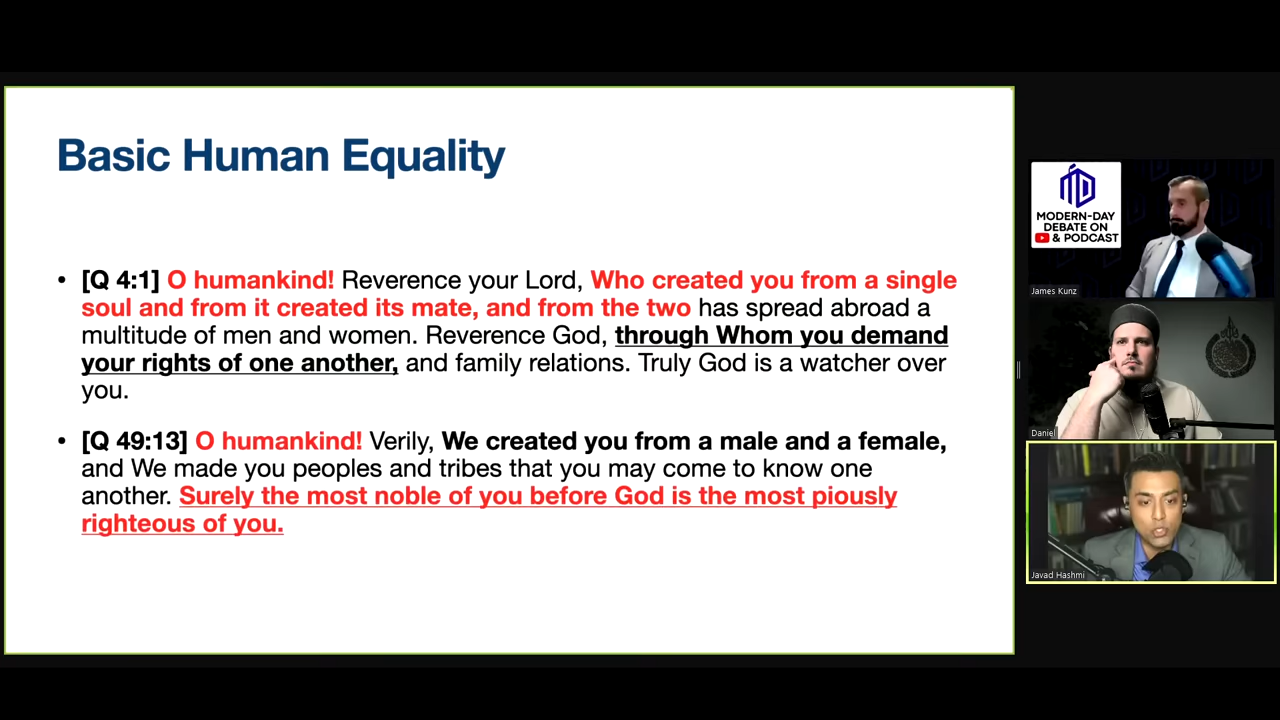 Basic Human Equality
• [Q 4:1] O humankind! Reverence your Lord, Who created you from a single
soul and from it created its mate, and from the two has spread abroad a
multitude of men and women. Reverence God, through Whom you demand
your rights of one another, and family relations. Truly God is a watcher over
you.
• [Q 49:13] O humankind! Verily, We created you from a male and a female,
and We made you peoples and tribes that you may come to know one
another. Surely the most noble of you before God is the most piously
righteous of you.
MODERN-DAY
DEBATE ON
& PODCAST
James Kunz
Daniel
Javad Hashmi